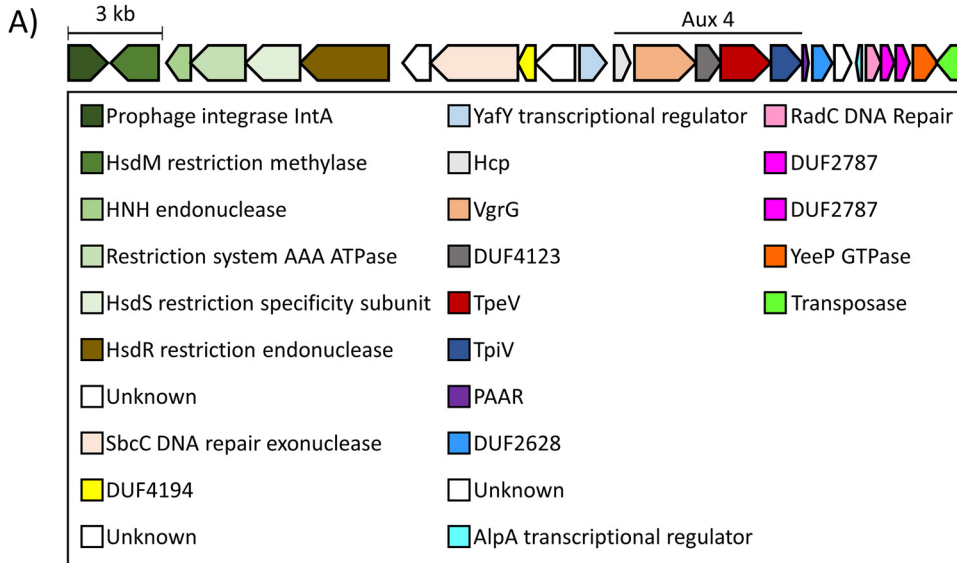 A)
3 kb
Aux 4
Prophage integrase IntA
HsdM restriction methylase
HNH endonuclease
Restriction system AAA ATPase
HsdS restriction specificity subunit
HsdR restriction endonuclease
Unknown
SbcC DNA repair exonuclease
DUF4194
Unknown
YafY transcriptional regulator
Hcp
VgrG
DUF4123
TpeV
TpiV
PAAR
DUF2628
Unknown
AlpA transcriptional regulator
RadC DNA Repair
DUF2787
DUF2787
YeeP GTPase
Transposase